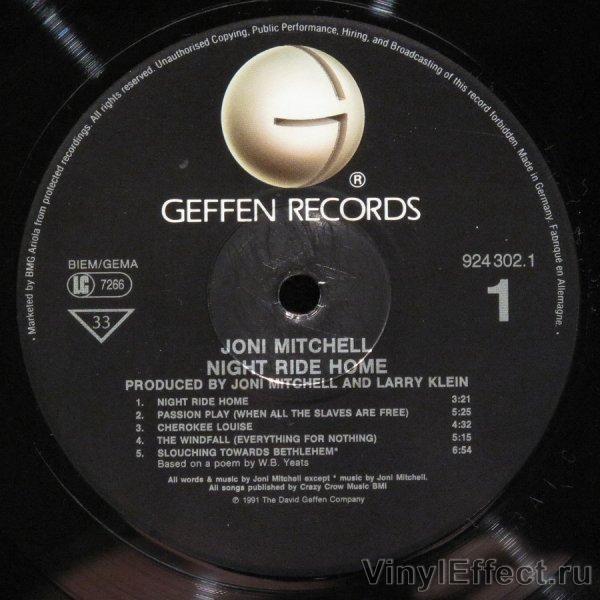 • Marketed by BMG Ariola from protected recordings. All rights reserved. Unauthorised Copying, Public Performance, Hiring, and Broadcasting of this record forbidden. Made in Germany. Fabriqué en Allemagne. •
G
®
GEFFEN RECORDS
BIEM/GEMA
LC 7266
33
924 302.1
1
JONI MITCHELL
NIGHT RIDE HOME
PRODUCED BY JONI MITCHELL AND LARRY KLEIN
1. NIGHT RIDE HOME 3:21
2. PASSION PLAY (WHEN ALL THE SLAVES ARE FREE) 5:25
3. CHEROKEE LOUISE 4:32
4. THE WINDFALL (EVERYTHING FOR NOTHING) 5:15
5. SLOUCHING TOWARDS BETHLEHEM* 6:54
Based on a poem by W.B. Yeats
All words & music by Joni Mitchell except * music by Joni Mitchell.
All songs published by Crazy Crow Music BMI
℗ 1991 The David Geffen Company
VinylEffect.ru